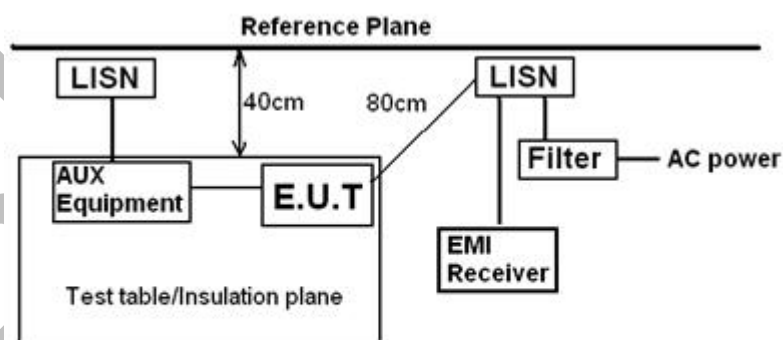 Reference Plane
LISN
LISN
40cm
80cm
Filter
AC power
AUX
Equipment
E.U.T
EMI
Receiver
Test table/Insulation plane